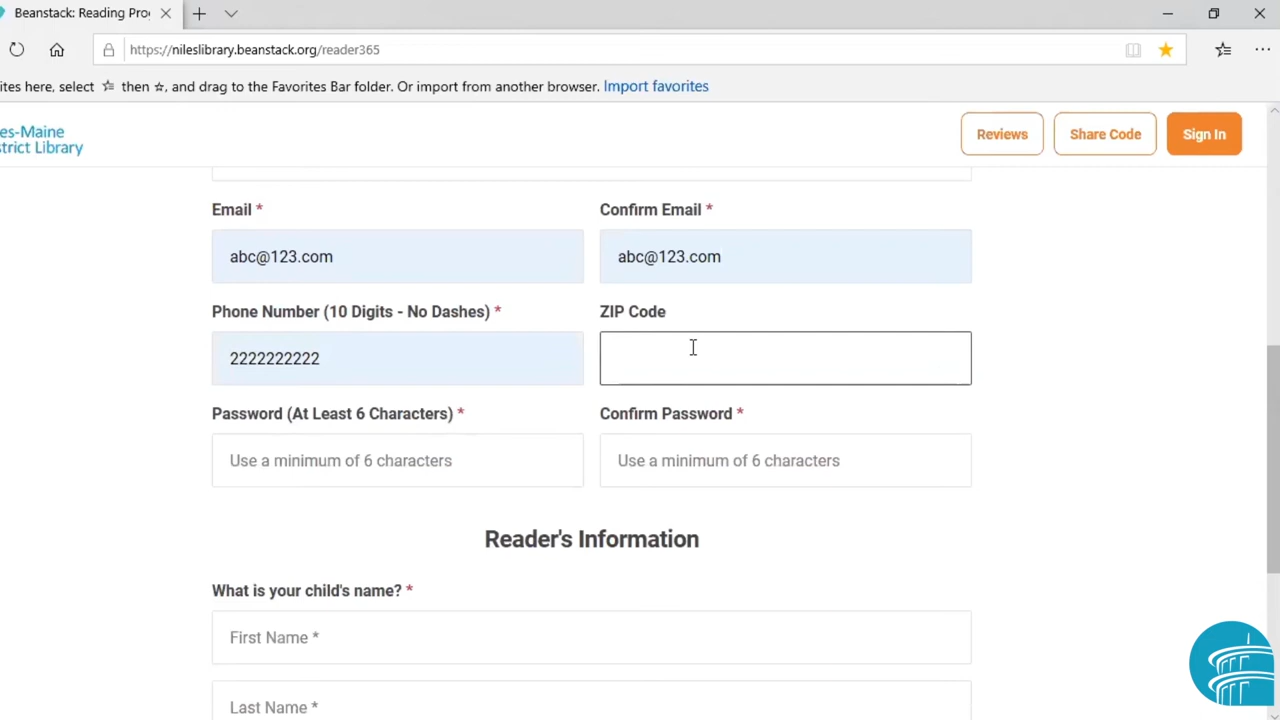 Beanstack: Reading Pro
https://nileslibrary.beanstack.org/reader365
ites here, select then , and drag to the Favorites Bar folder. Or import from another browser. Import favorites
es-Maine
trict Library
Reviews
Share Code
Sign In
Email *
Confirm Email *
abc@123.com
abc@123.com
Phone Number (10 Digits - No Dashes) *
ZIP Code
2222222222
Password (At Least 6 Characters) *
Confirm Password *
Use a minimum of 6 characters
Use a minimum of 6 characters
Reader's Information
What is your child's name? *
First Name *
Last Name *